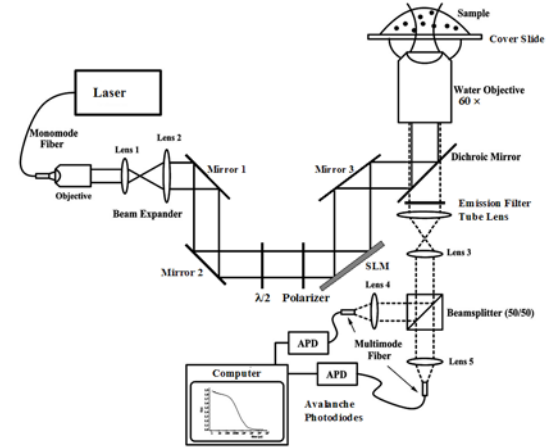 Sample
Cover Slide
Laser
Water Objective
60 ×
Monomode
Fiber
Lens 1
Lens 2
Mirror 1
Mirror 3
Dichroic Mirror
Objective
Beam Expander
Emission Filter
Tube Lens
Mirror 2
SLM
Lens 3
λ/2
Polarizer
Lens 4
Beamsplitter (50/50)
APD
Multimode
Fiber
Lens 5
Computer
APD
Avalanche
Photodiodes